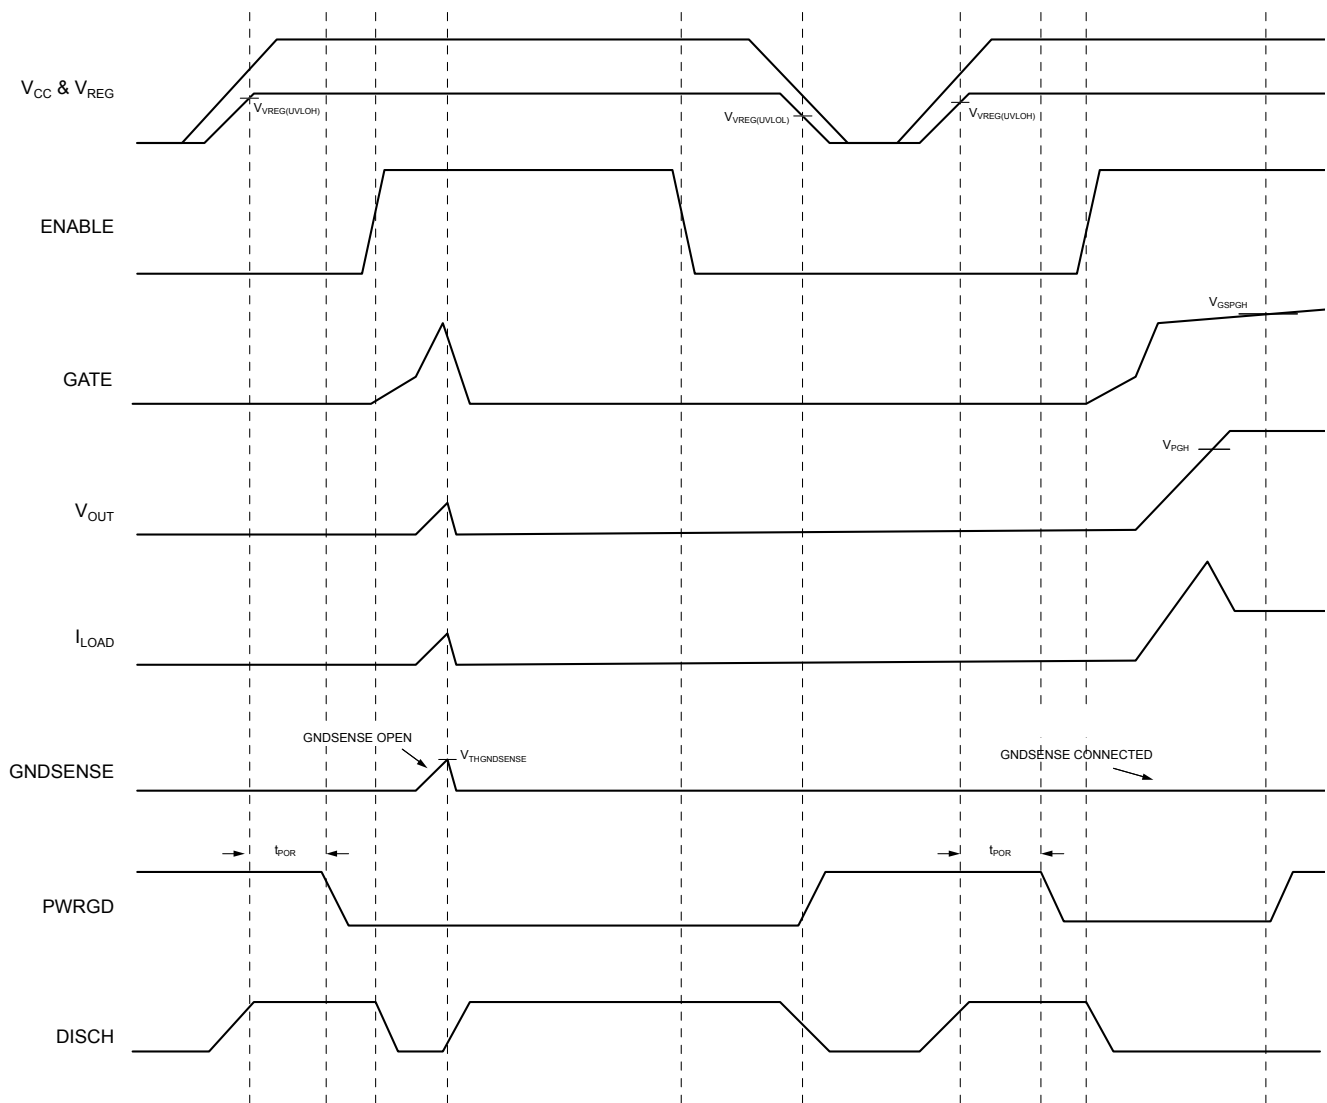 V_CC & V_REG
V_VREG(UVLOH)
V_VREG(UVLOL)
V_VREG(UVLOH)
ENABLE
V_GSPGH
GATE
V_PGH
V_OUT
I_LOAD
GNDSENSE OPEN
V_THGNDSENSE
GNDSENSE CONNECTED
GNDSENSE
t_POR
t_POR
PWRGD
DISCH